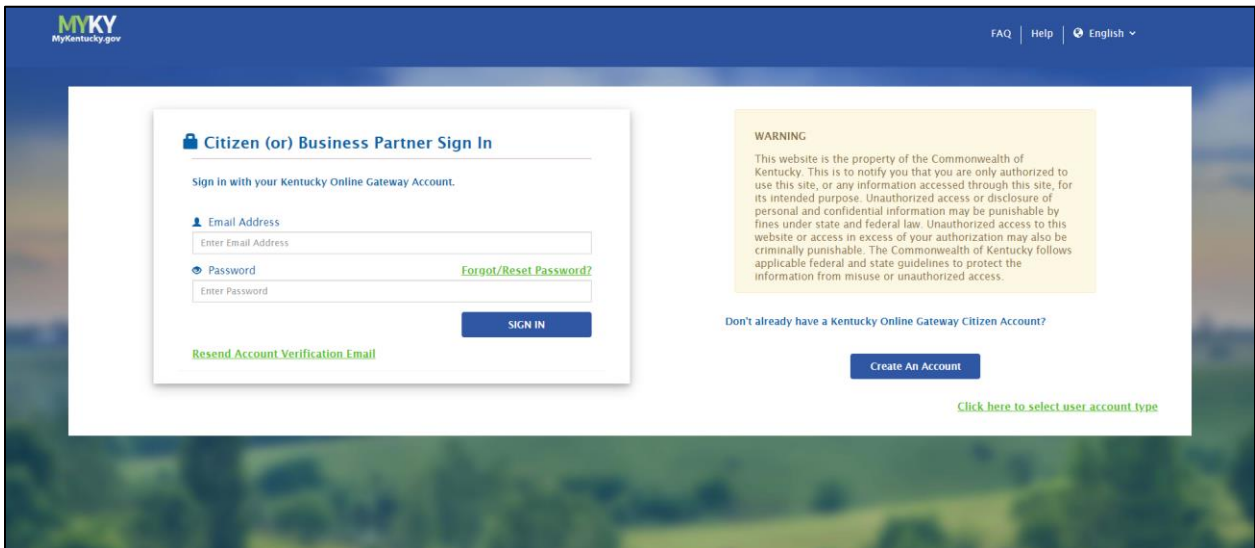 MYKY
MyKentucky.gov
FAQ
Help
English
Citizen (or) Business Partner Sign In
Sign in with your Kentucky Online Gateway Account.
Email Address
Enter Email Address
Password
Forgot/Reset Password?
Enter Password
SIGN IN
Resend Account Verification Email
WARNING
This website is the property of the Commonwealth of
Kentucky. This is to notify you that you are only authorized to
use this site, or any information accessed through this site, for
its intended purpose. Unauthorized access or disclosure of
personal and confidential information may be punishable by
fines under state and federal law. Unauthorized access to this
website or access in excess of your authorization may also be
criminally punishable. The Commonwealth of Kentucky follows
applicable federal and state guidelines to protect the
information from misuse or unauthorized access.
Don't already have a Kentucky Online Gateway Citizen Account?
Create An Account
Click here to select user account type